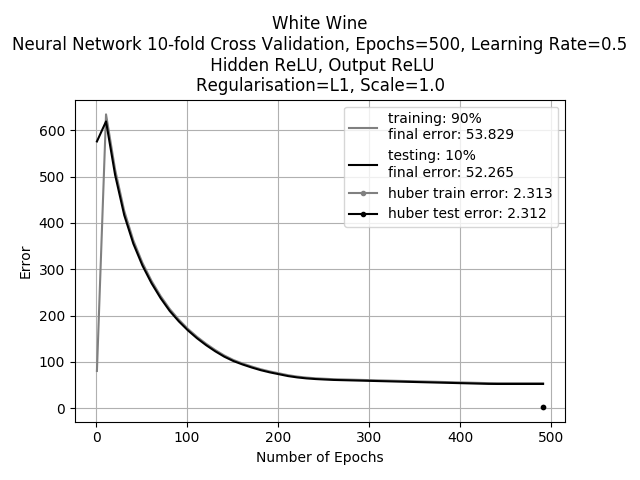 White Wine
Neural Network 10-fold Cross Validation, Epochs=500, Learning Rate=0.5
Hidden ReLU, Output ReLU
Regularisation=L1, Scale=1.0
training: 90%
final error: 53.829
testing: 10%
final error: 52.265
huber train error: 2.313
huber test error: 2.312
Error
600
500
400
300
200
100
0
0 100 200 300 400 500
Number of Epochs